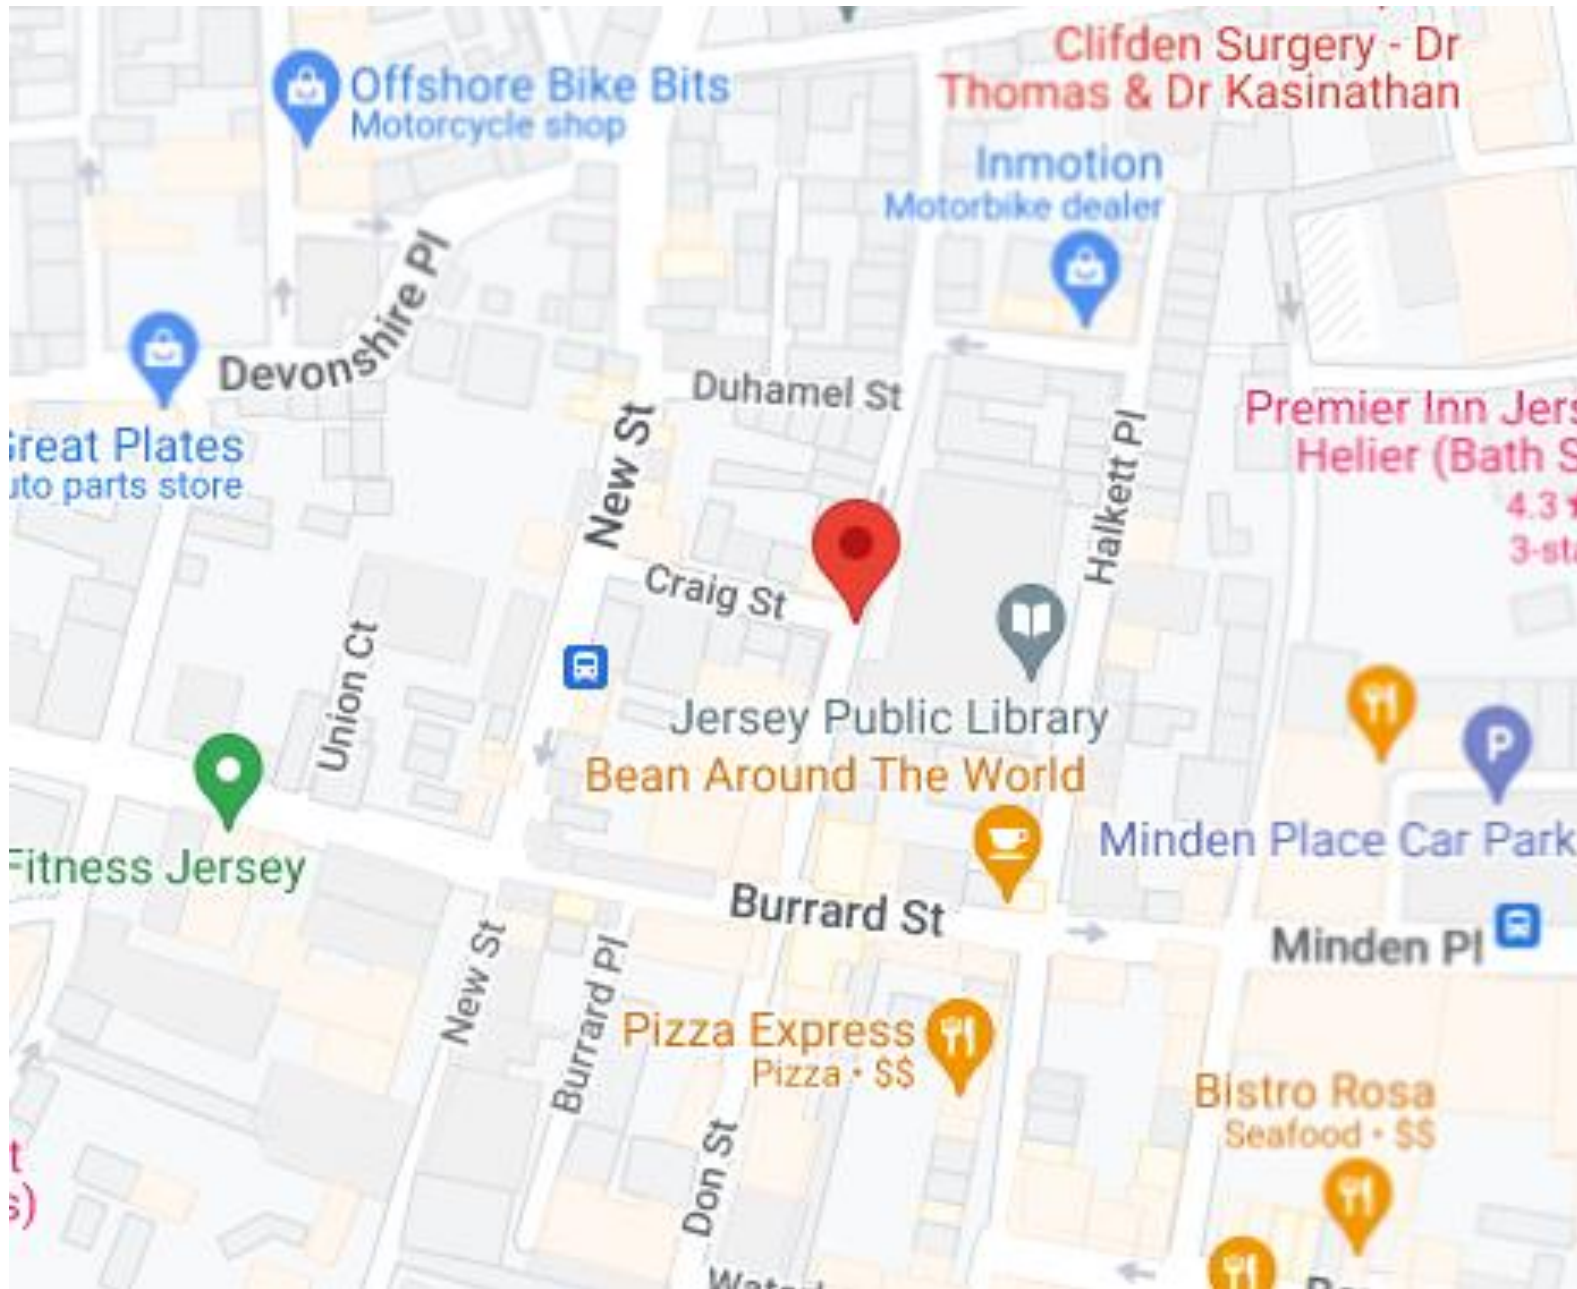 Clifden Surgery - Dr
Thomas & Dr Kasinathan
Offshore Bike Bits
Motorcycle shop
Inmotion
Motorbike dealer
Devonshire Pl
Duhamel St
Great Plates
uto parts store
New St
Halkett Pl
Premier Inn Jers
Helier (Bath S
4.3
3-sta
Craig St
Union Ct
Jersey Public Library
Bean Around The World
P
Minden Place Car Park
Fitness Jersey
Burrard St
Minden Pl
New St
Burrard Pl
Pizza Express
Pizza • $$
Bistro Rosa
Seafood • $$
Don St
t
s)